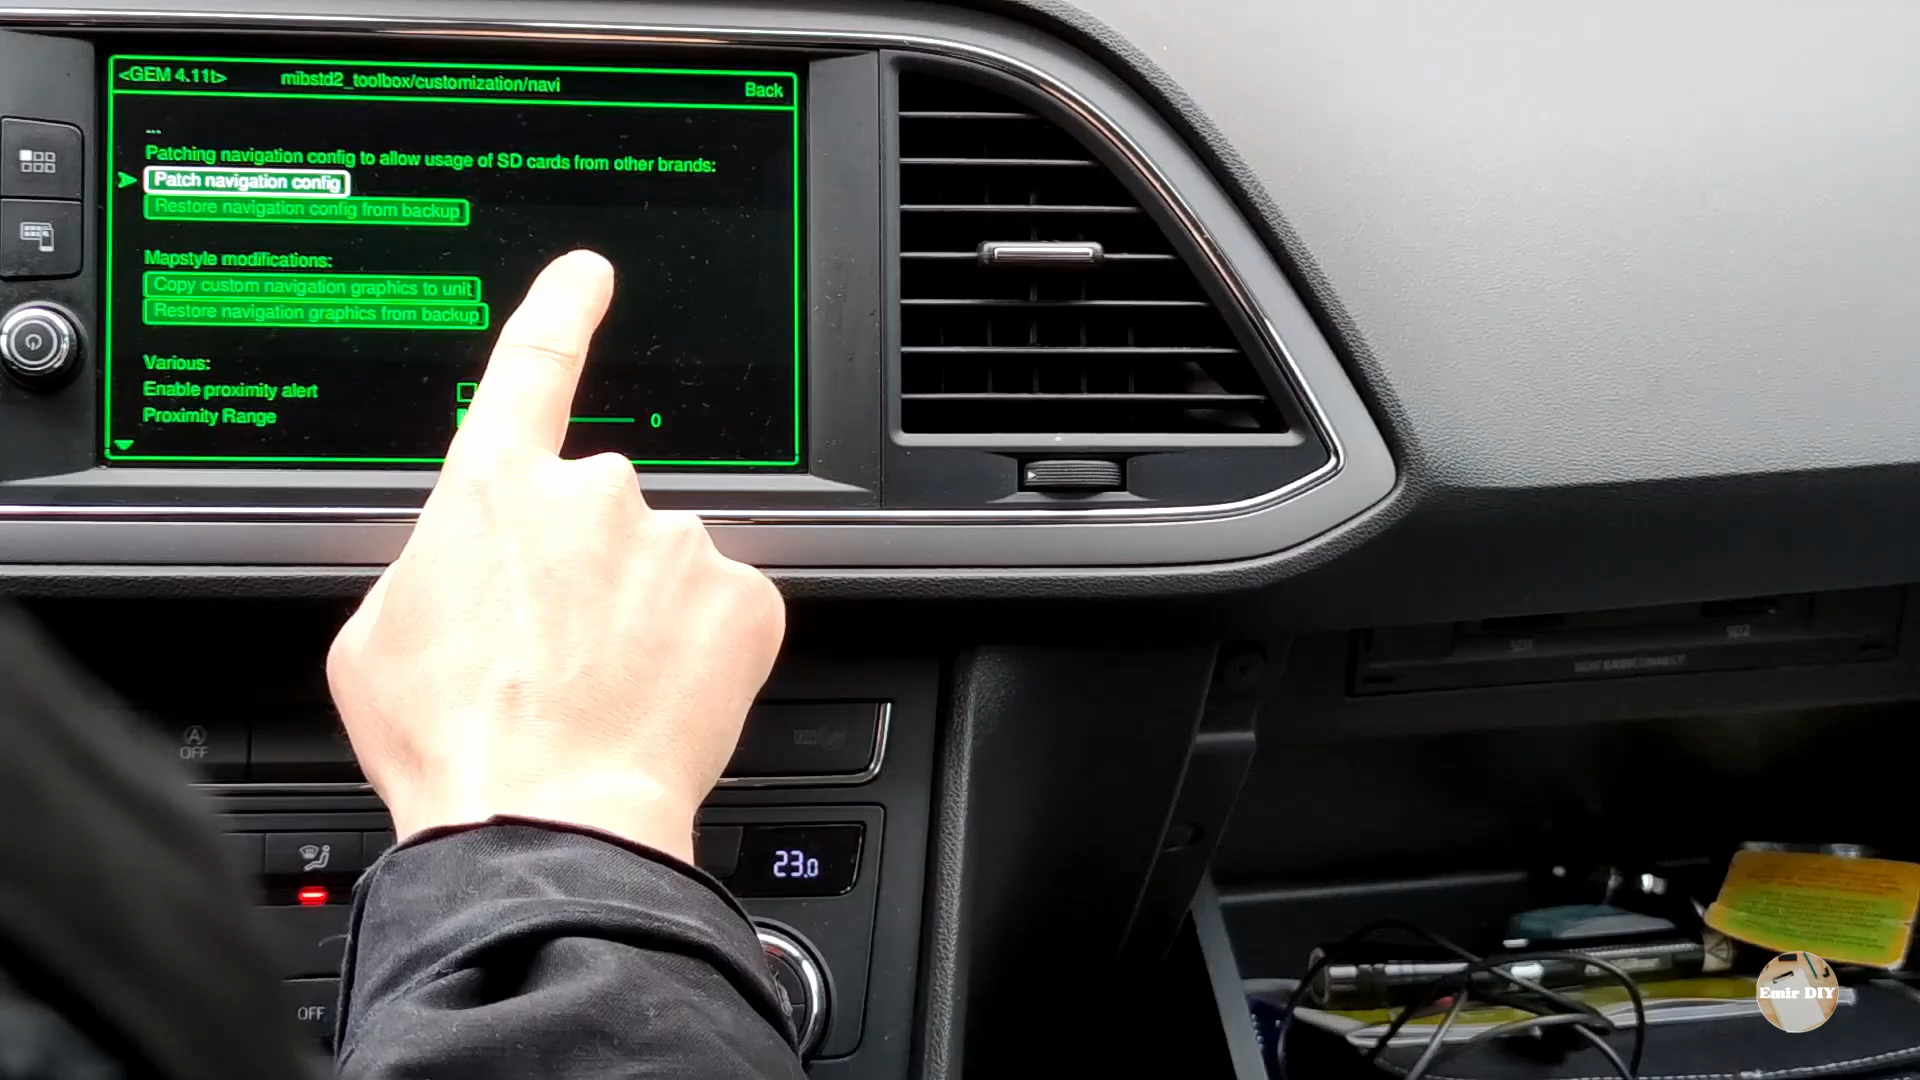 <GEM 4.11t> mibstd2_toolbox/customization/navi Back
...
Patching navigation config to allow usage of SD cards from other brands:
Patch navigation config
Restore navigation config from backup
Mapstyle modifications:
Copy custom navigation graphics to unit
Restore navigation graphics from backup
Various:
Enable proximity alert
Proximity Range 0
A
OFF
23.0
OFF
Emir DIY